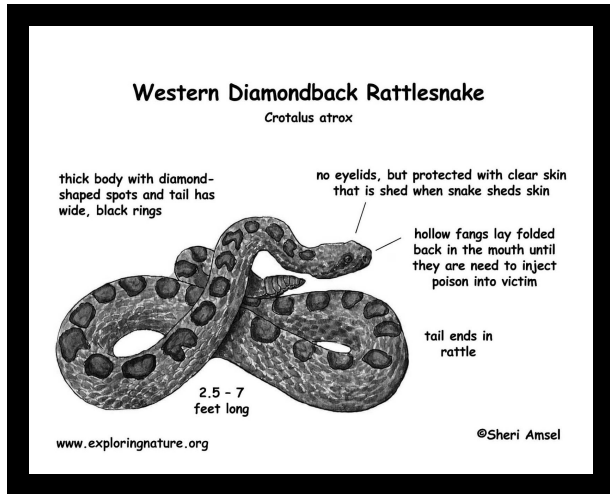 Western Diamondback Rattlesnake
Crotalus atrox
thick body with diamond-
shaped spots and tail has
wide, black rings
no eyelids, but protected with clear skin
that is shed when snake sheds skin
hollow fangs lay folded
back in the mouth until
they are need to inject
poison into victim
tail ends in
rattle
2.5 - 7
feet long
www.exploringnature.org
©Sheri Amsel